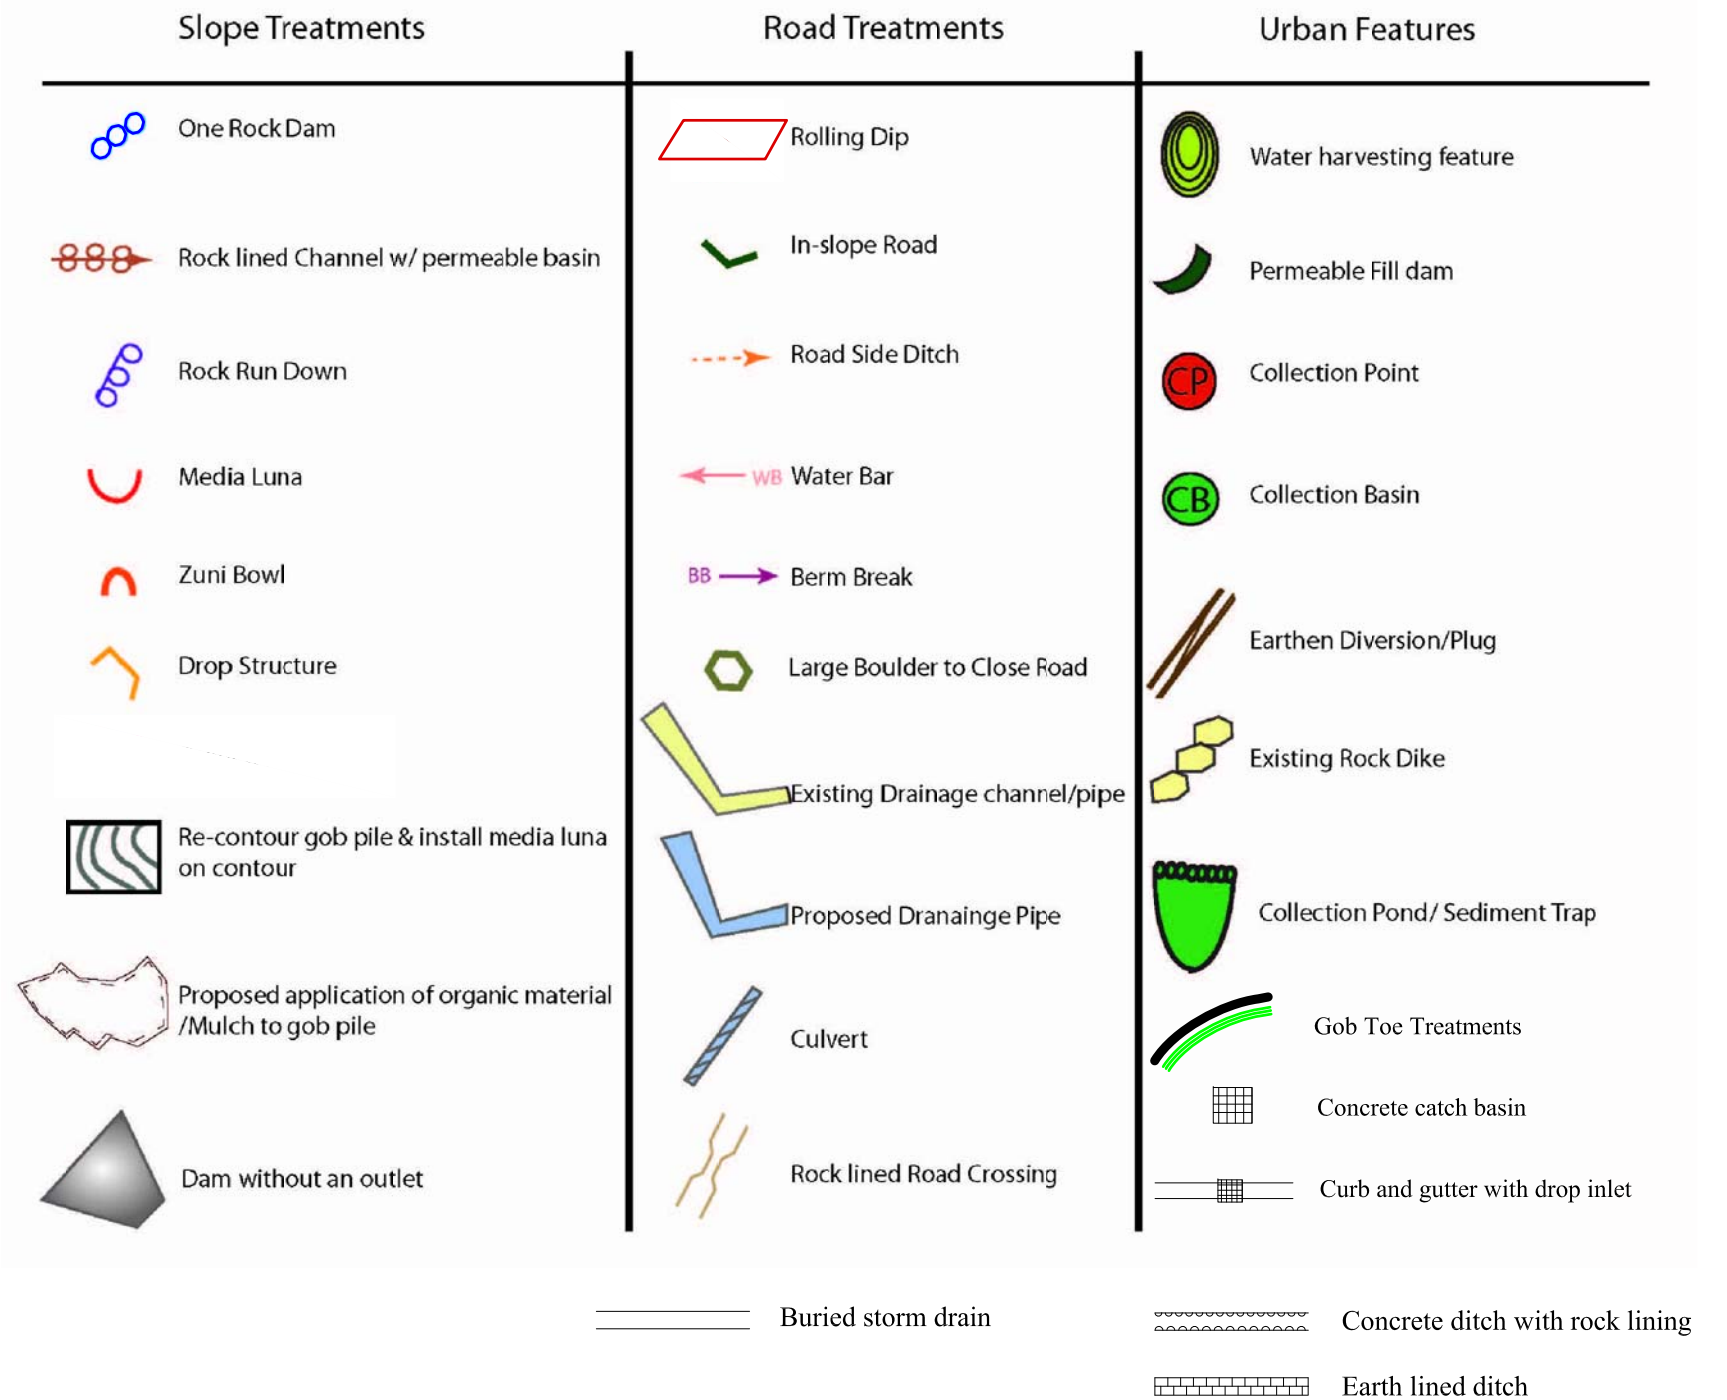 Slope Treatments
One Rock Dam
Rock lined Channel w/ permeable basin
Rock Run Down
Media Luna
Zuni Bowl
Drop Structure
Re-contour gob pile & install media luna
on contour
Proposed application of organic material
/Mulch to gob pile
Dam without an outlet
Road Treatments
Rolling Dip
In-slope Road
Road Side Ditch
WB Water Bar
BB Berm Break
Large Boulder to Close Road
Existing Drainage channel/pipe
Proposed Dranainge Pipe
Culvert
Rock lined Road Crossing
Urban Features
Water harvesting feature
Permeable Fill dam
CP Collection Point
CB Collection Basin
Earthen Diversion/Plug
Existing Rock Dike
Collection Pond/ Sediment Trap
Gob Toe Treatments
Concrete catch basin
Curb and gutter with drop inlet
Buried storm drain
Concrete ditch with rock lining
Earth lined ditch